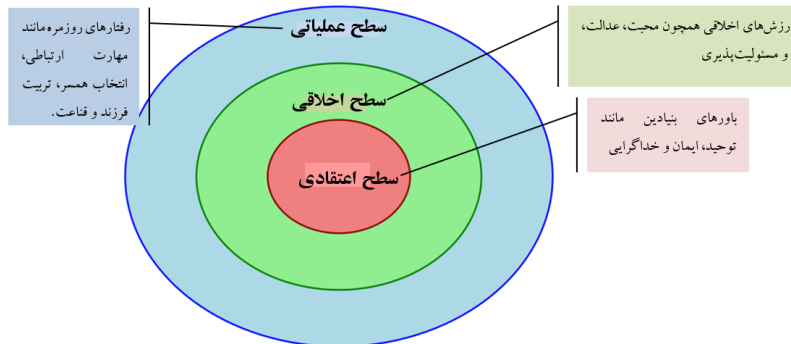 رفتارهای روزمره مانند
مهارت ارتباطی،
انتخاب همسر، تربیت
فرزند و قناعت.
سطح عملیاتی
ارزش‌های اخلاقی همچون محبت، عدالت،
و مسئولیت‌پذیری
سطح اخلاقی
باورهای بنیادین مانند
توحید، ایمان و خداگرایی
سطح اعتقادی